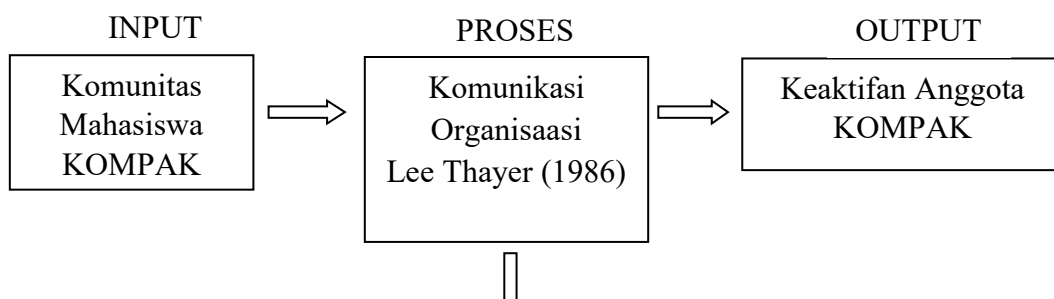 INPUT
PROSES
OUTPUT
Komunitas
Mahasiswa
KOMPAK
Komunikasi
Organisaasi
Lee Thayer (1986)
Keaktifan Anggota
KOMPAK